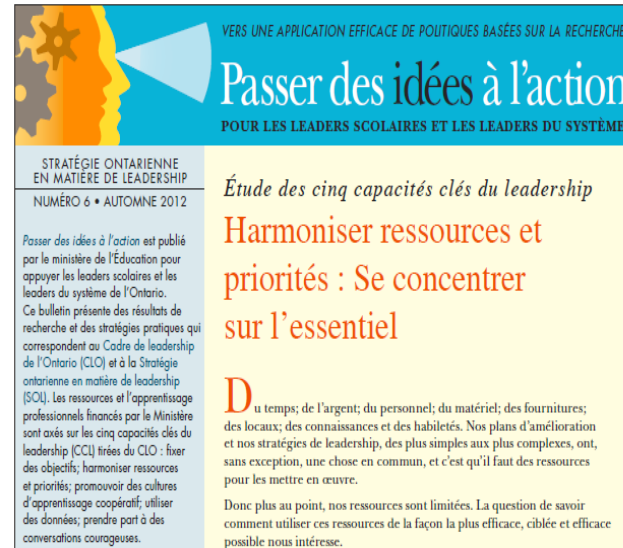 VERS UNE APPLICATION EFFICACE DE POLITIQUES BASÉES SUR LA RECHERCHE
Passer des idées à l'action
POUR LES LEADERS SCOLAIRES ET LES LEADERS DU SYSTÈME
STRATÉGIE ONTARIENNE
EN MATIÈRE DE LEADERSHIP
NUMÉRO 6 • AUTOMNE 2012
Passer des idées à l'action est publié
par le ministère de l'Éducation pour
appuyer les leaders scolaires et les
leaders du système de l'Ontario.
Ce bulletin présente des résultats de
recherche et des stratégies pratiques qui
correspondent au Cadre de leadership
de l'Ontario (CLO) et à la Stratégie
ontarienne en matière de leadership
(SOL). Les ressources et l'apprentissage
professionnels financés par le Ministère
sont axés sur les cinq capacités clés du
leadership (CCL) tirées du CLO : fixer
des objectifs; harmoniser ressources
et priorités; promouvoir des cultures
d'apprentissage coopératif; utiliser
des données; prendre part à des
conversations courageuses.
Étude des cinq capacités clés du leadership
Harmoniser ressources et
priorités : Se concentrer
sur l'essentiel
Du temps; de l'argent; du personnel; du matériel; des fournitures;
des locaux; des connaissances et des habiletés. Nos plans d'amélioration
et nos stratégies de leadership, des plus simples aux plus complexes, ont,
sans exception, une chose en commun, et c'est qu'il faut des ressources
pour les mettre en œuvre.
Donc plus au point, nos ressources sont limitées. La question de savoir
comment utiliser ces ressources de la façon la plus efficace, ciblée et efficace
possible nous intéresse.